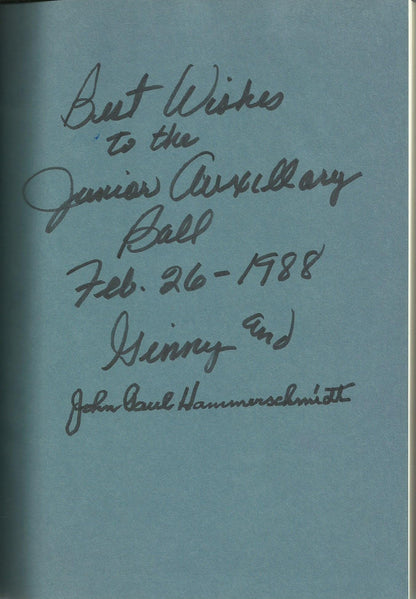 Best Wishes
to the
Junior Auxillary
Ball
Feb. 26-1988
Ginny and
John Paul Hammerschmidt